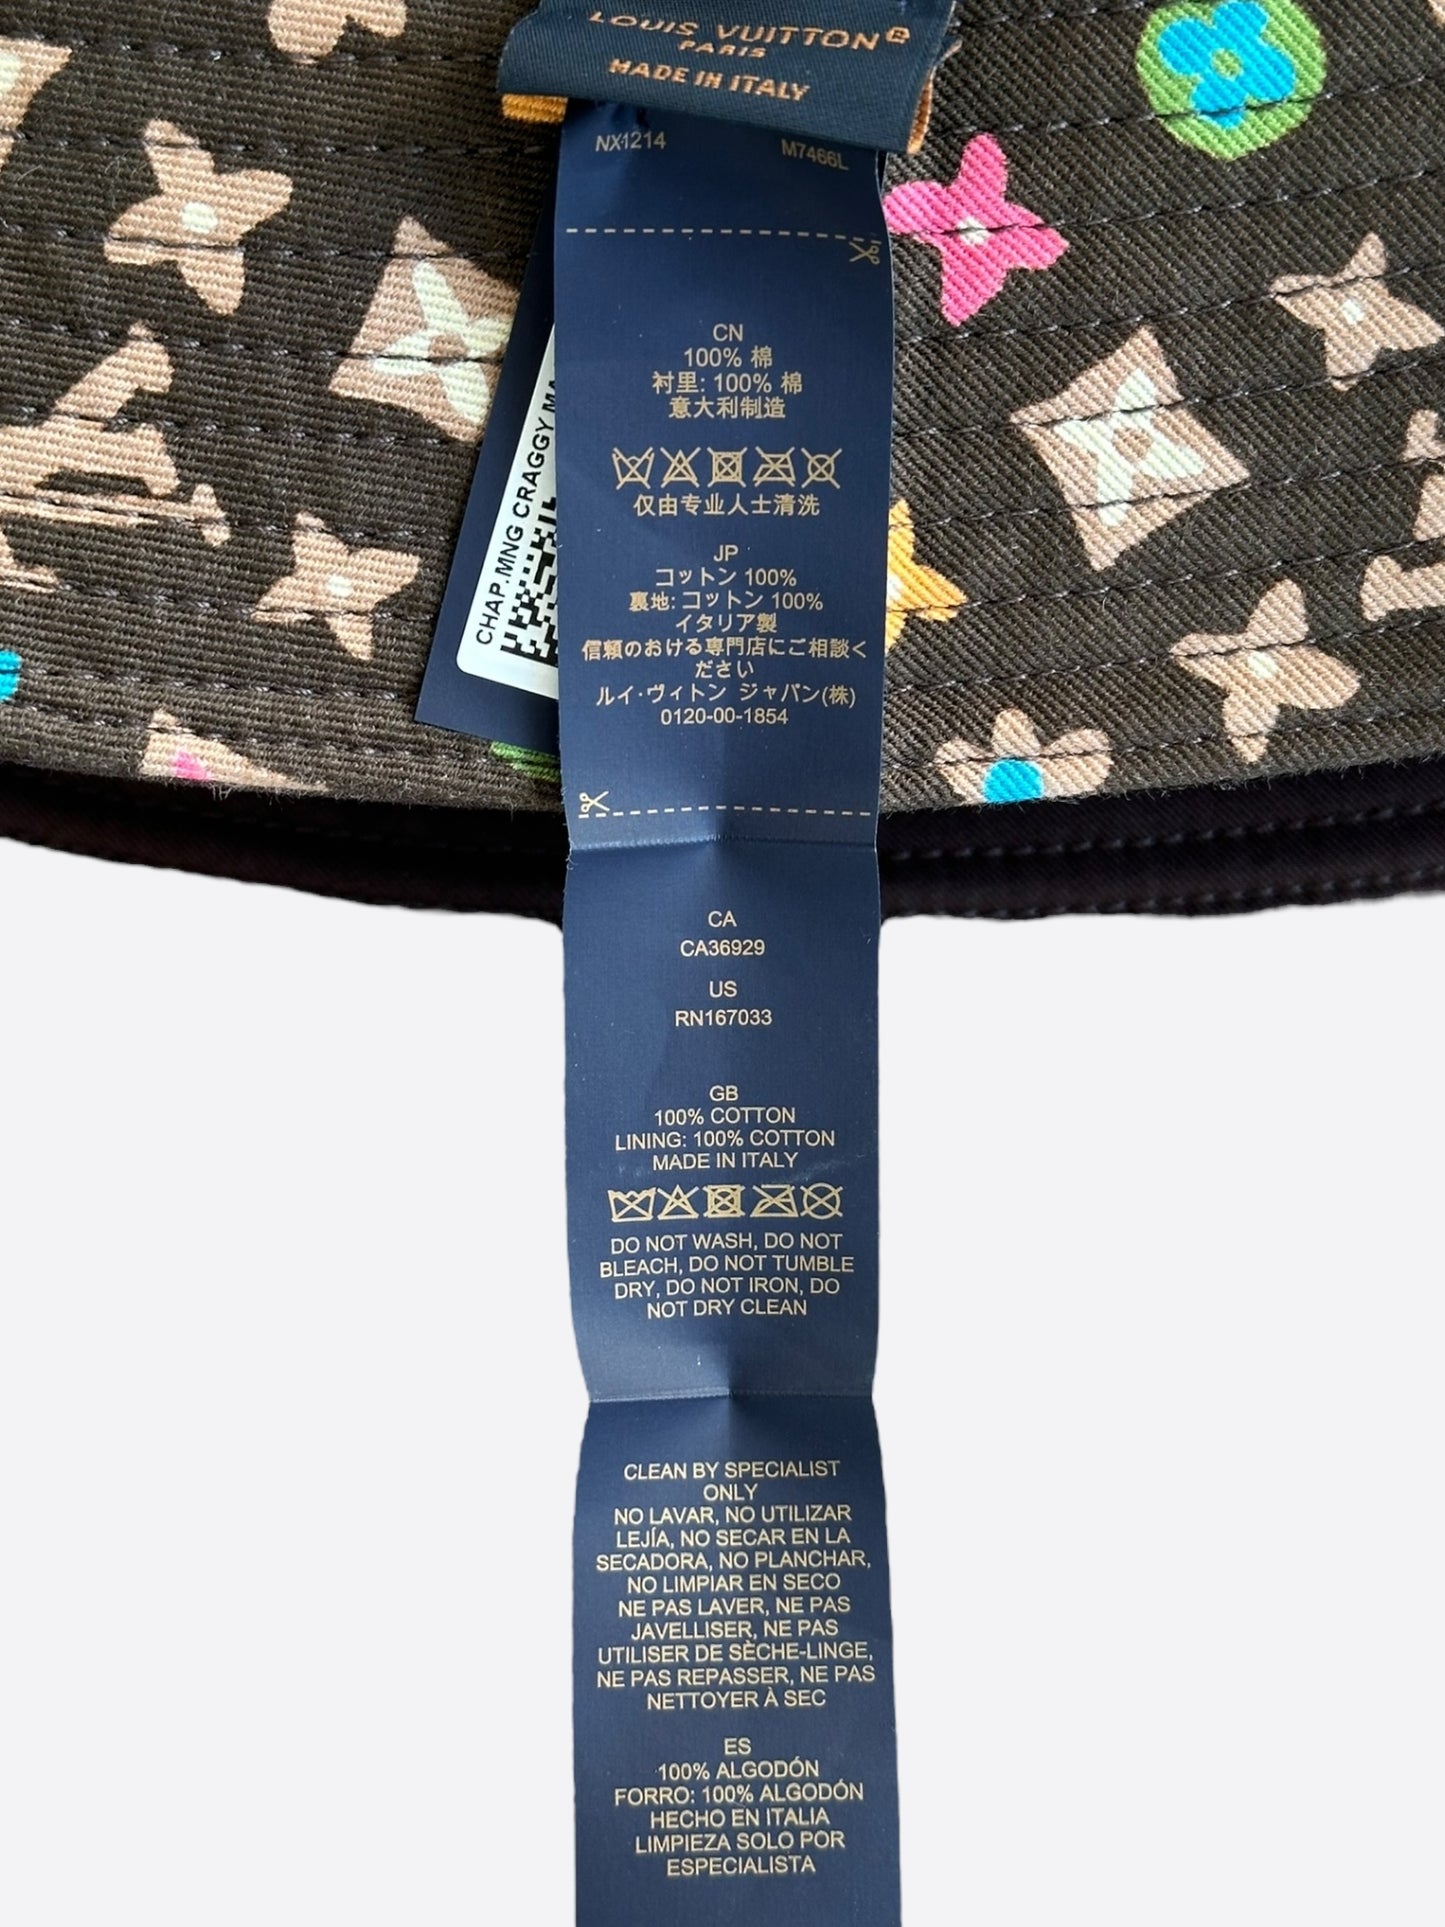 LOUIS VUITTON
PARIS
MADE IN ITALY
NX1214 M7466L
CHAP.MNG CRAGGY
CN
100% 棉
衬里: 100% 棉
意大利制造
仅由专业人士清洗
JP
コットン 100%
裏地: コットン 100%
イタリア製
信頼のおける専門店にご相談く
ださい
ルイ･ヴィトン ジャパン(株)
0120-00-1854
CA
CA36929
US
RN167033
GB
100% COTTON
LINING: 100% COTTON
MADE IN ITALY
DO NOT WASH, DO NOT
BLEACH, DO NOT TUMBLE
DRY, DO NOT IRON, DO
NOT DRY CLEAN
CLEAN BY SPECIALIST
ONLY
NO LAVAR, NO UTILIZAR
LEJÍA, NO SECAR EN LA
SECADORA, NO PLANCHAR,
NO LIMPIAR EN SECO
NE PAS LAVER, NE PAS
JAVELLISER, NE PAS
UTILISER DE SÈCHE-LINGE,
NE PAS REPASSER, NE PAS
NETTOYER À SEC
ES
100% ALGODÓN
FORRO: 100% ALGODÓN
HECHO EN ITALIA
LIMPIEZA SOLO POR
ESPECIALISTA